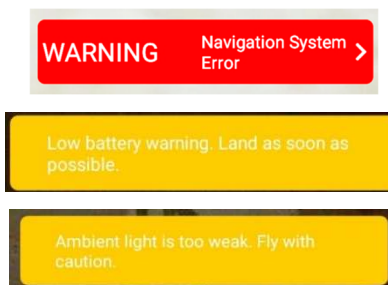 WARNING
Navigation System
Error
Low battery warning. Land as soon as
possible.
Ambient light is too weak. Fly with
caution.